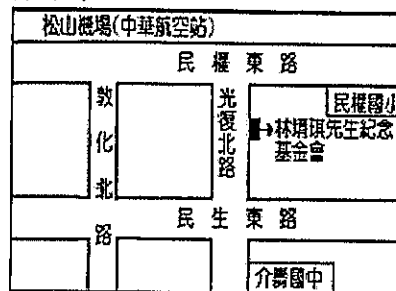 松山機場(中華航空站)
民權東路
敦化北路
光復北路
民權國小
林堉琪先生紀念
基金會
民生東路
介壽國中